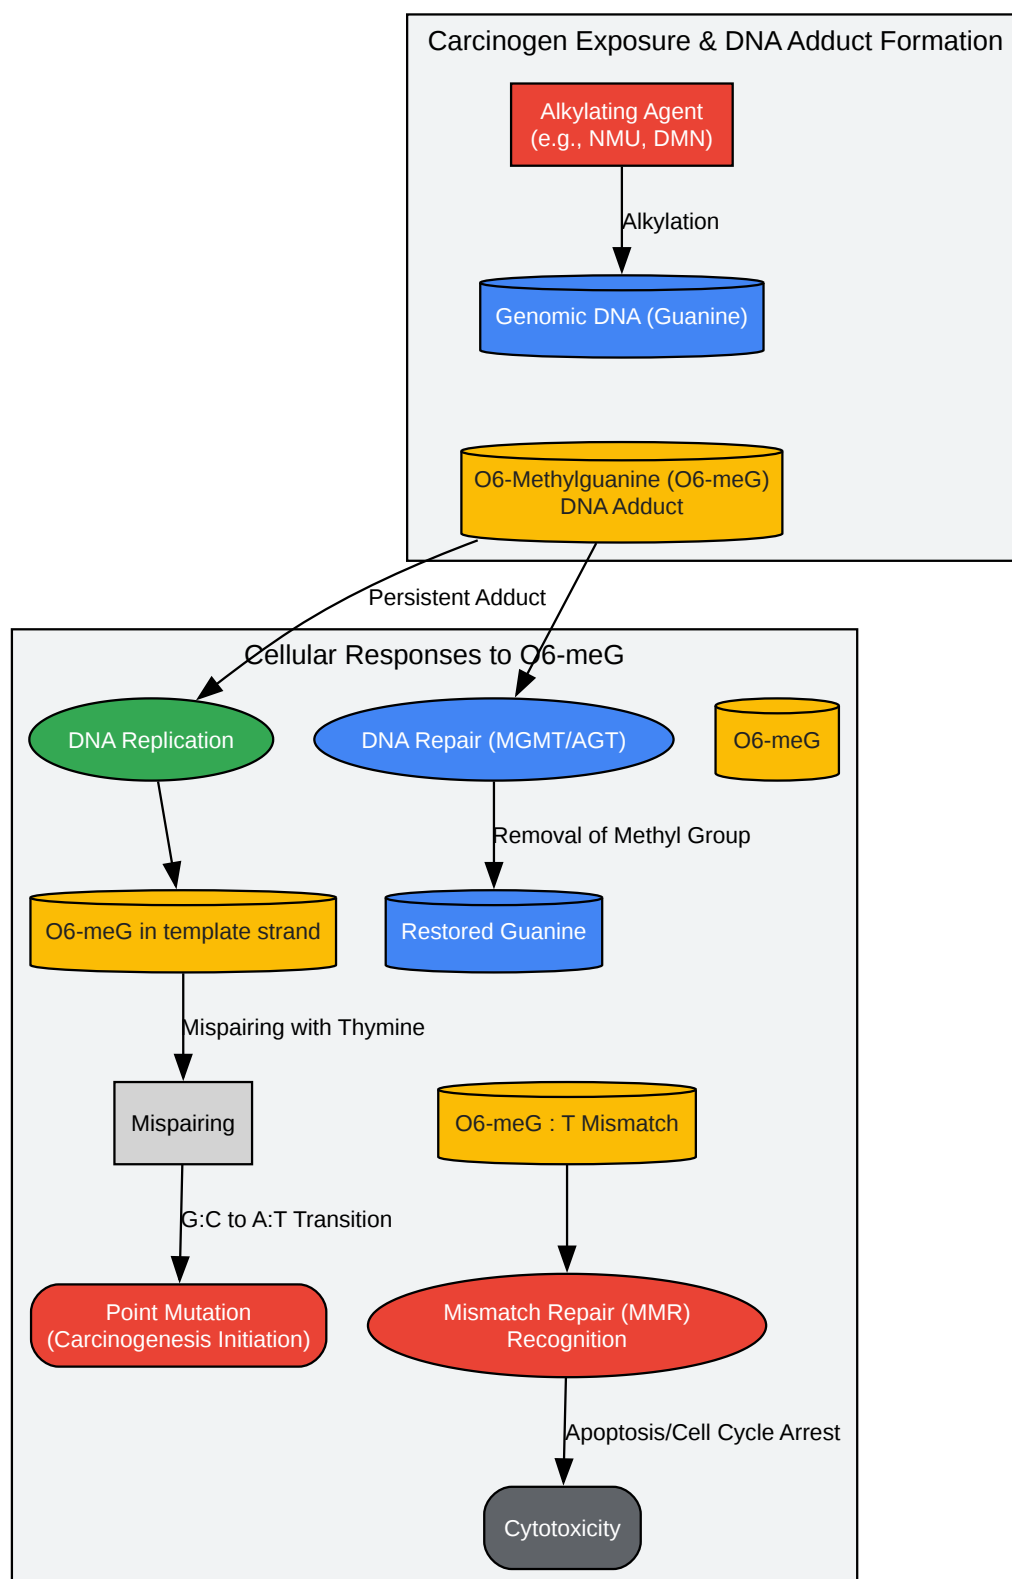 Carcinogen Exposure & DNA Adduct Formation
Alkylating Agent
(e.g., NMU, DMN)
Alkylation
Genomic DNA (Guanine)
O6-Methylguanine (O6-meG)
DNA Adduct
Persistent Adduct
Cellular Responses to O6-meG
DNA Replication
DNA Repair (MGMT/AGT)
O6-meG
Removal of Methyl Group
O6-meG in template strand
Restored Guanine
Mispairing with Thymine
Mispairing
O6-meG : T Mismatch
G:C to A:T Transition
Point Mutation
(Carcinogenesis Initiation)
Mismatch Repair (MMR)
Recognition
Apoptosis/Cell Cycle Arrest
Cytotoxicity